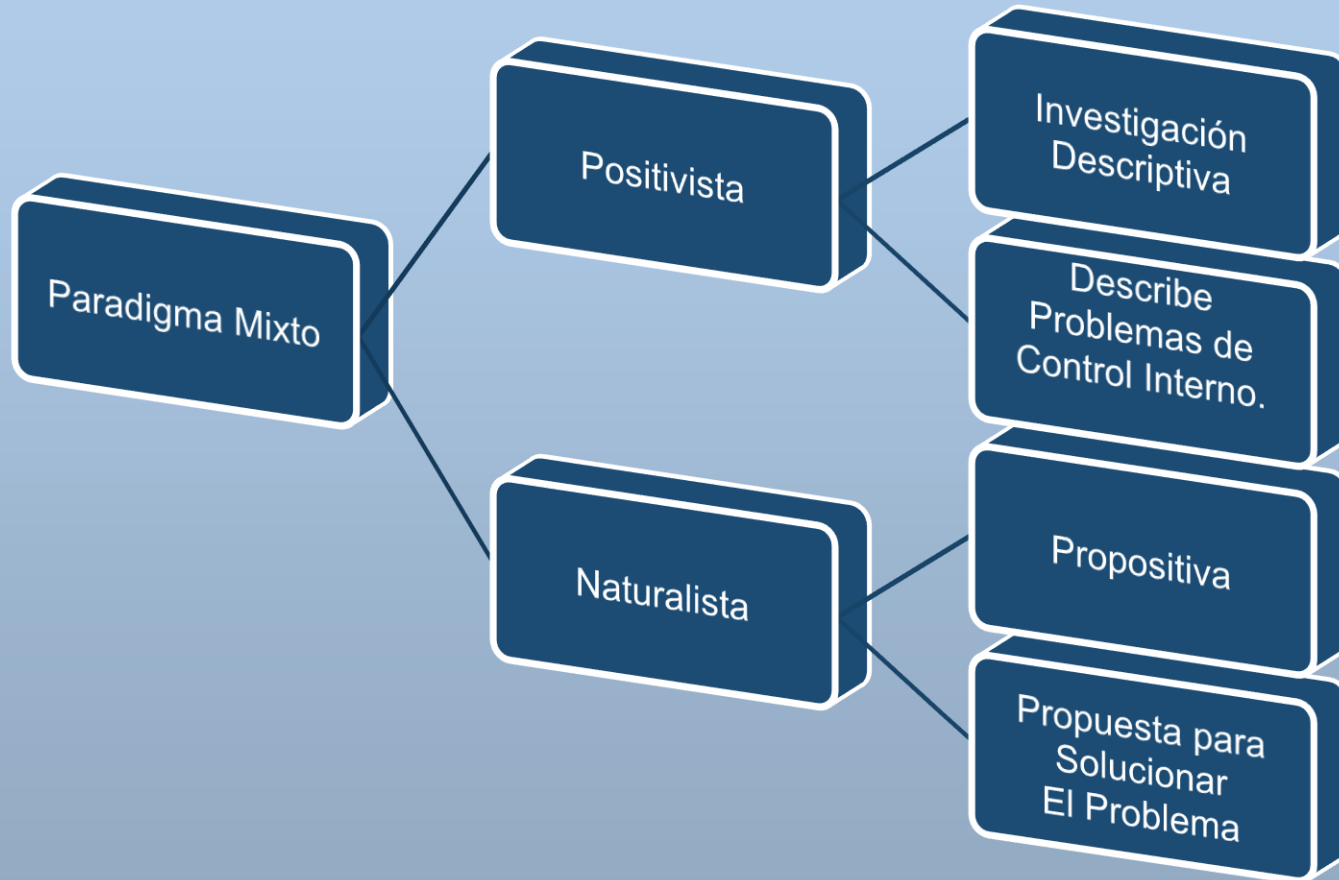 Paradigma Mixto
Positivista
Investigación
Descriptiva
Describe
Problemas de
Control Interno.
Naturalista
Propositiva
Propuesta para
Solucionar
El Problema